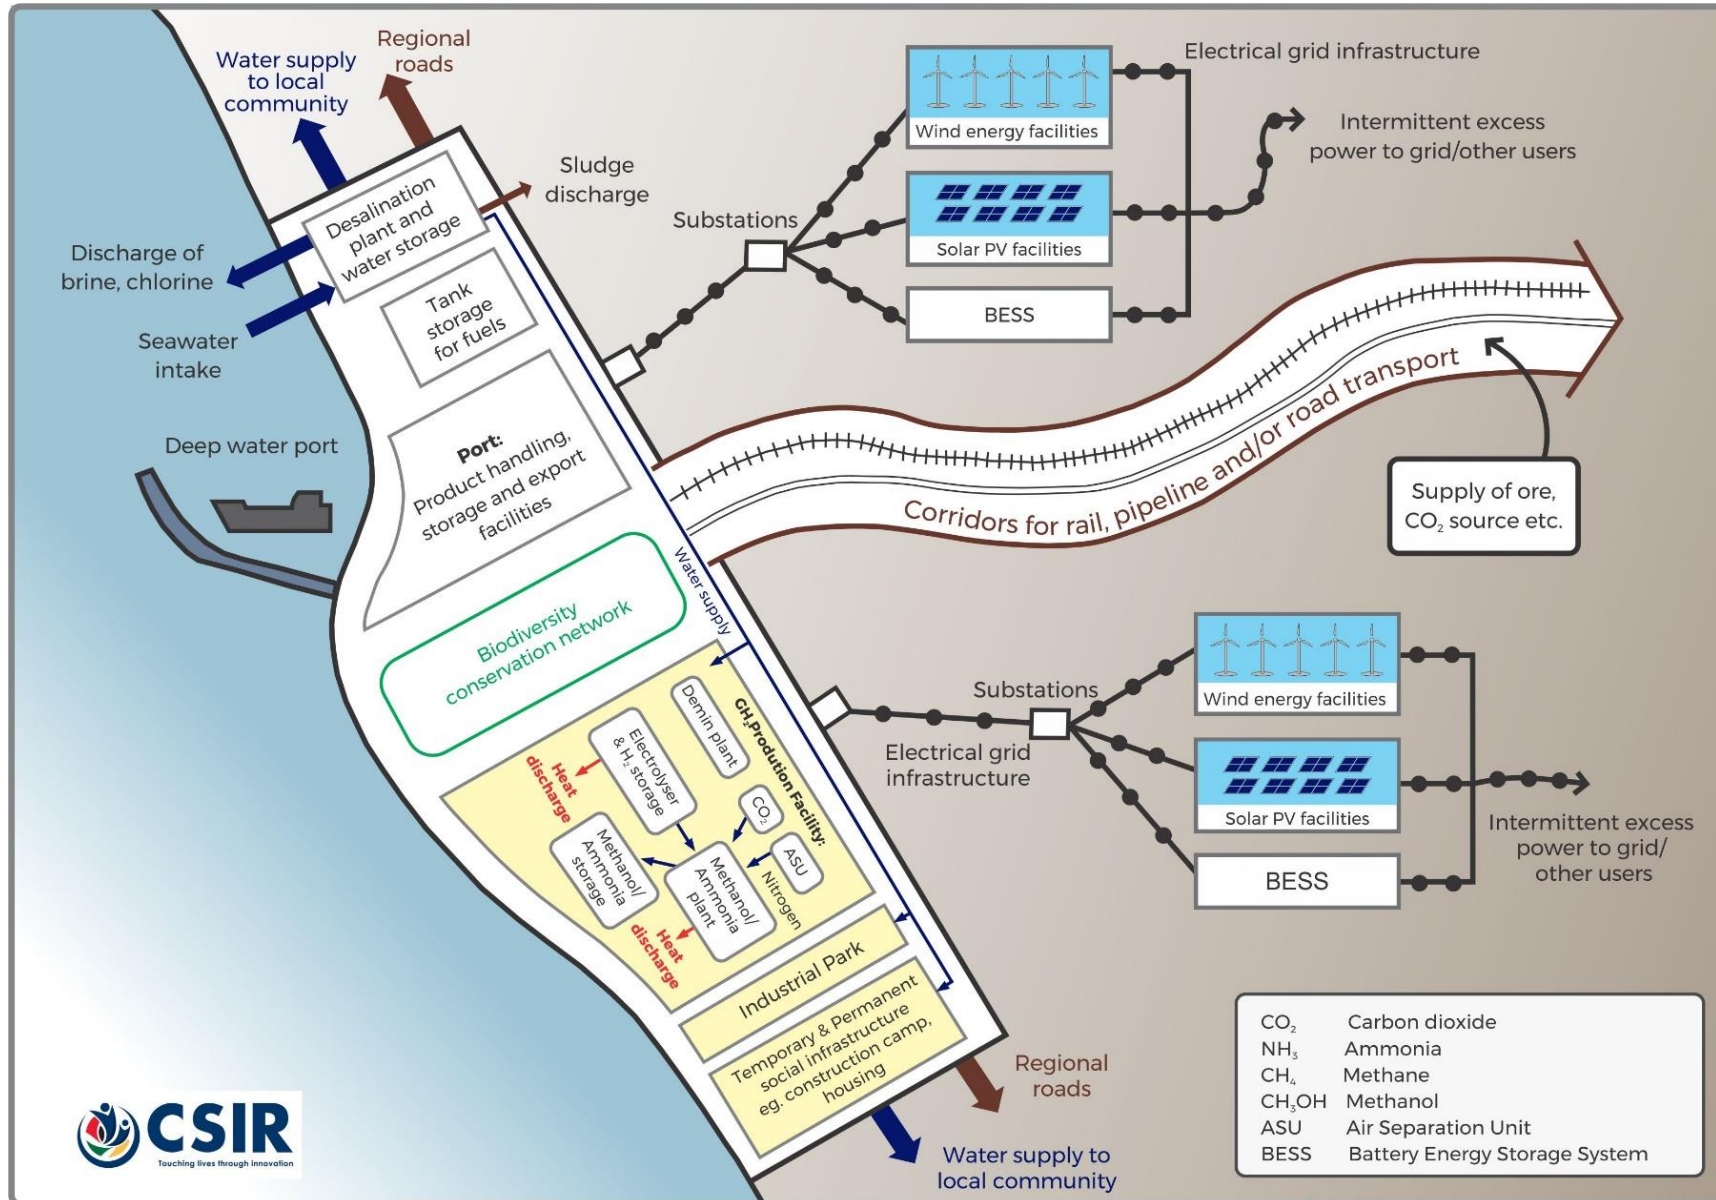 Water supply
to local
community
Regional
roads
Desalination
plant and
water storage
Sludge
discharge
Discharge of
brine, chlorine
Seawater
intake
Tank
storage
for fuels
Deep water port
Port:
Product handling,
storage and export
facilities
Substations
Wind energy facilities
Solar PV facilities
BESS
Electrical grid infrastructure
Intermittent excess
power to grid/other users
Corridors for rail, pipeline and/or road transport
Supply of ore,
CO₂ source etc.
Water supply
Biodiversity
conservation network
GH₂Prodution Facility:
Demin plant
Electrolyser
& H₂ storage
Heat
discharge
CO₂
ASU
Nitrogen
Methanol/
Ammonia
plant
Methanol/
Ammonia
storage
Heat
discharge
Industrial Park
Temporary & Permanent
social infrastructure
eg. construction camp,
housing
Substations
Electrical grid
infrastructure
Wind energy facilities
Solar PV facilities
BESS
Intermittent excess
power to grid/
other users
Regional
roads
Water supply to
local community
CO₂ Carbon dioxide
NH₃ Ammonia
CH₄ Methane
CH₃OH Methanol
ASU Air Separation Unit
BESS Battery Energy Storage System
CSIR
Touching lives through innovation